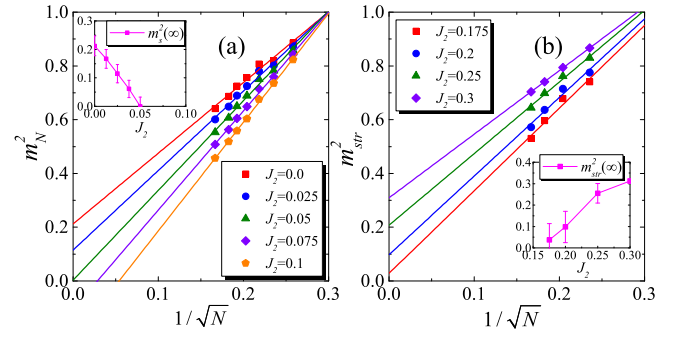 (a)
m_N^2
1.0
0.8
0.6
0.4
0.2
0.0
0.0 0.1 0.2 0.3
1/√N
J_2=0.0
J_2=0.025
J_2=0.05
J_2=0.075
J_2=0.1
m_s^2(∞)
0.3
0.2
0.1
0.0
0.00 0.05 0.10
J_2
(b)
m_str^2
1.0
0.8
0.6
0.4
0.2
0.0
0.0 0.1 0.2 0.3
1/√N
J_2=0.175
J_2=0.2
J_2=0.25
J_2=0.3
m_str^2(∞)
0.4
0.3
0.2
0.1
0.0
0.15 0.20 0.25 0.30
J_2